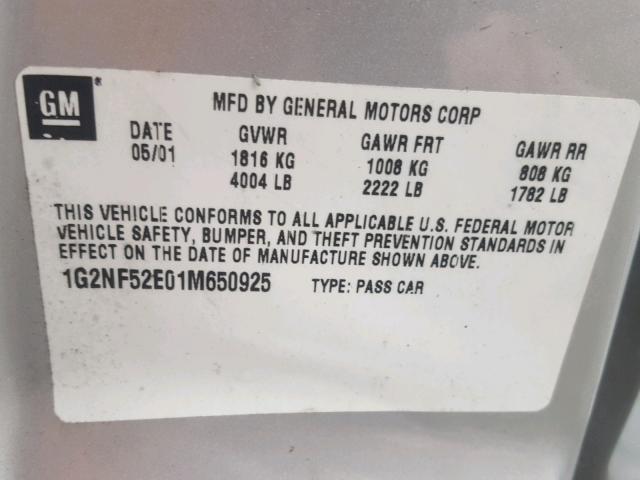 GM
MFD BY GENERAL MOTORS CORP
DATE GVWR GAWR FRT GAWR RR
05/01 1816 KG 1008 KG 808 KG
4004 LB 2222 LB 1782 LB
THIS VEHICLE CONFORMS TO ALL APPLICABLE U.S. FEDERAL MOTOR
VEHICLE SAFETY, BUMPER, AND THEFT PREVENTION STANDARDS IN
EFFECT ON THE DATE OF MANUFACTURE SHOWN ABOVE.
1G2NF52E01M650925 TYPE: PASS CAR